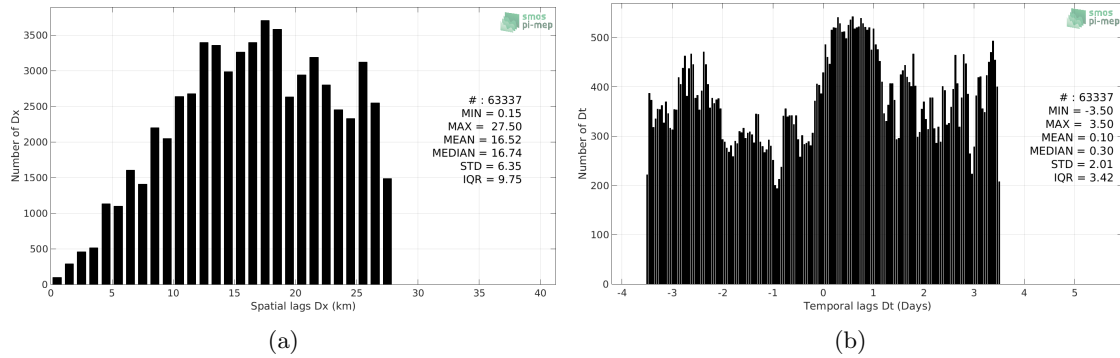 smos
pi-mep
3500
3000
2500
2000
1500
1000
500
0
Number of Dx
# : 63337
MIN = 0.15
MAX = 27.50
MEAN = 16.52
MEDIAN = 16.74
STD = 6.35
IQR = 9.75
0 5 10 15 20 25 30 35 40
Spatial lags Dx (km)
(a)
smos
pi-mep
500
400
300
200
100
0
Number of Dt
# : 63337
MIN = -3.50
MAX = 3.50
MEAN = 0.10
MEDIAN = 0.30
STD = 2.01
IQR = 3.42
-4 -3 -2 -1 0 1 2 3 4 5
Temporal lags Dt (Days)
(b)